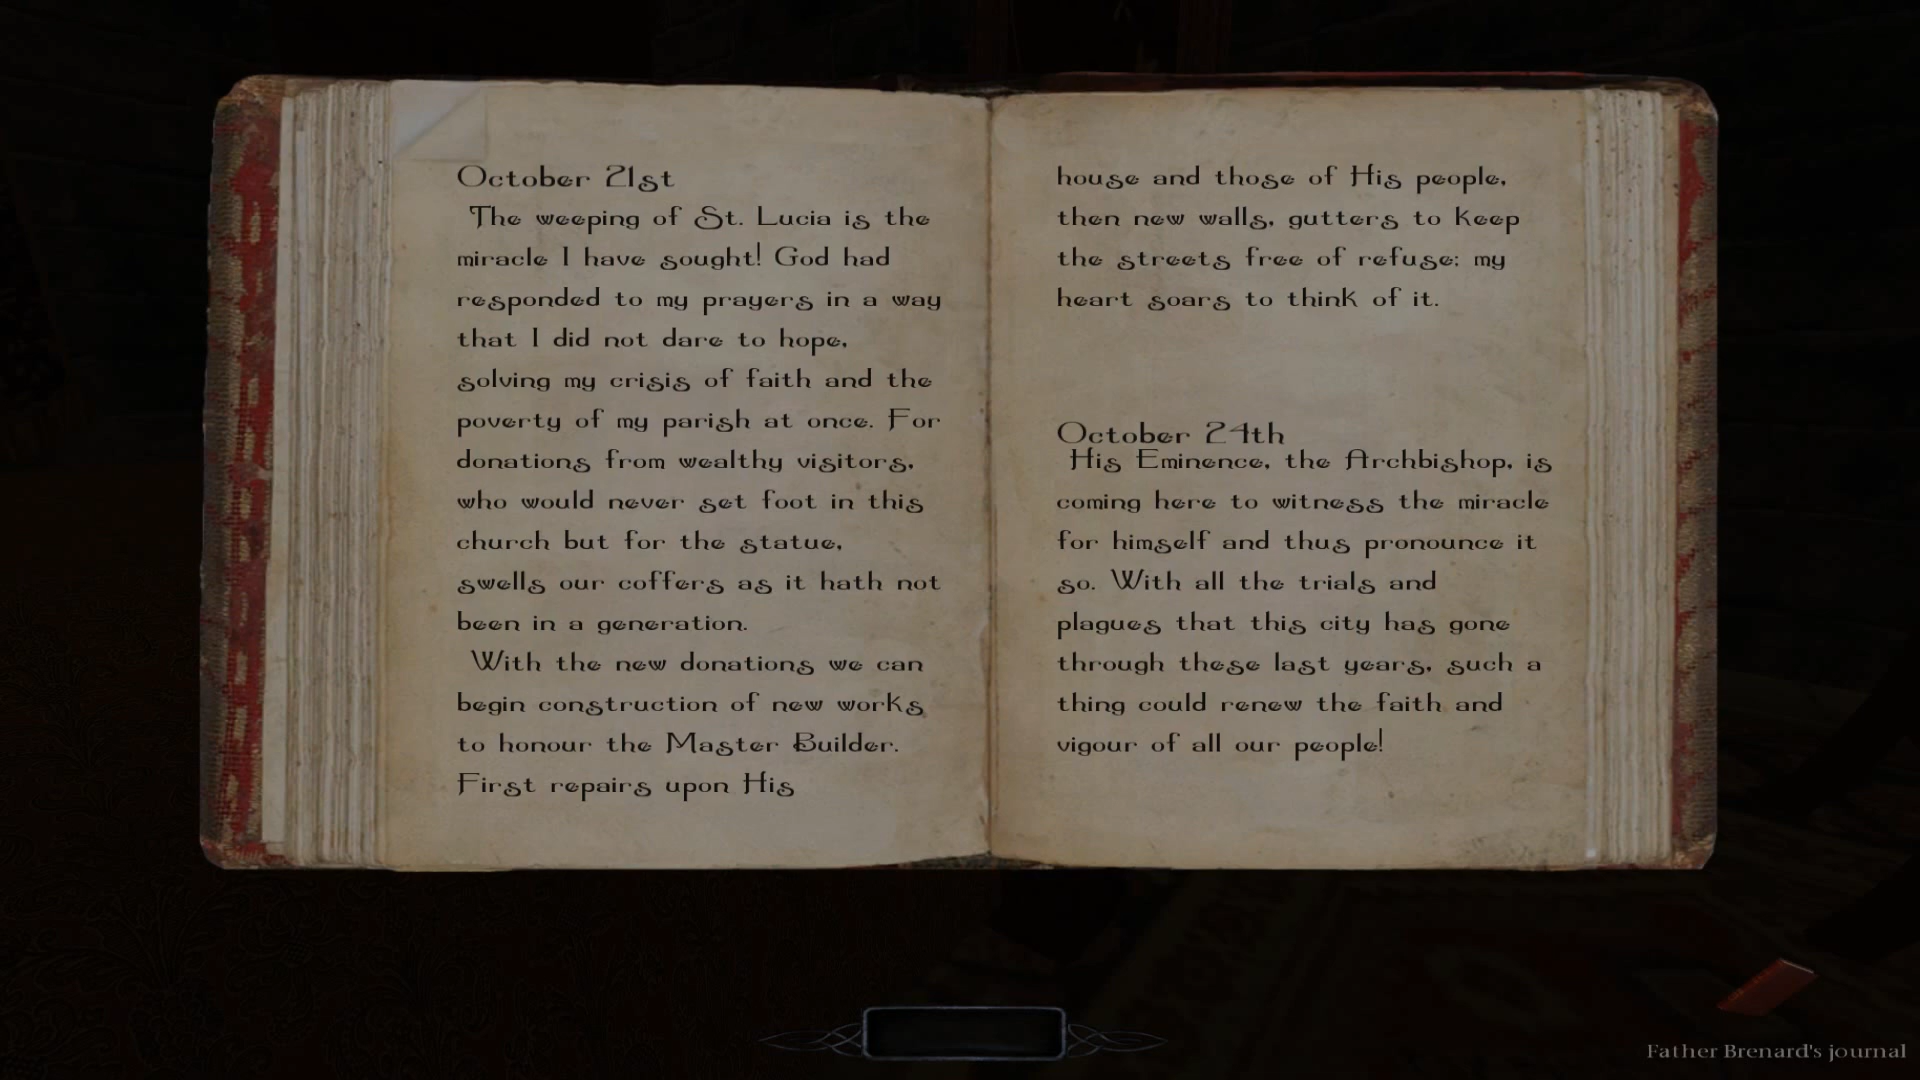 October 21st
The weeping of St. Lucia is the
miracle I have sought! God had
responded to my prayers in a way
that I did not dare to hope,
solving my crisis of faith and the
poverty of my parish at once. For
donations from wealthy visitors,
who would never set foot in this
church but for the statue,
swells our coffers as it hath not
been in a generation.
With the new donations we can
begin construction of new works
to honour the Master Builder.
First repairs upon His
house and those of His people,
then new walls, gutters to keep
the streets free of refuse; my
heart soars to think of it.
October 24th
His Eminence, the Archbishop, is
coming here to witness the miracle
for himself and thus pronounce it
so. With all the trials and
plagues that this city has gone
through these last years, such a
thing could renew the faith and
vigour of all our people!
Father Brenard's journal